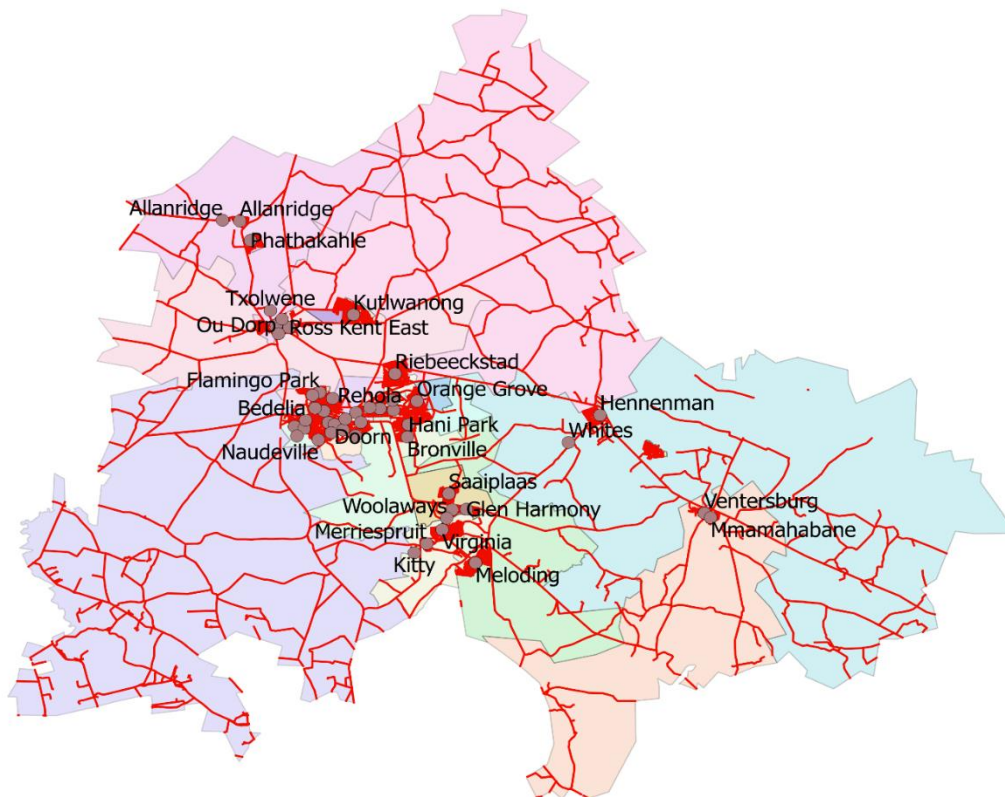 Allanridge
Allanridge
Phathakahle
Txolwene
Kutlwanong
Ou Dorp
Ross Kent East
Riebeeckstad
Flamingo Park
Rehola
Orange Grove
Bedelia
Hani Park
Hennenman
Doorn
Whites
Naudeville
Bronville
Saaiplaas
Woolaways
Glen Harmony
Ventersburg
Merriespruit
Mmamahabane
Virginia
Kitty
Meloding